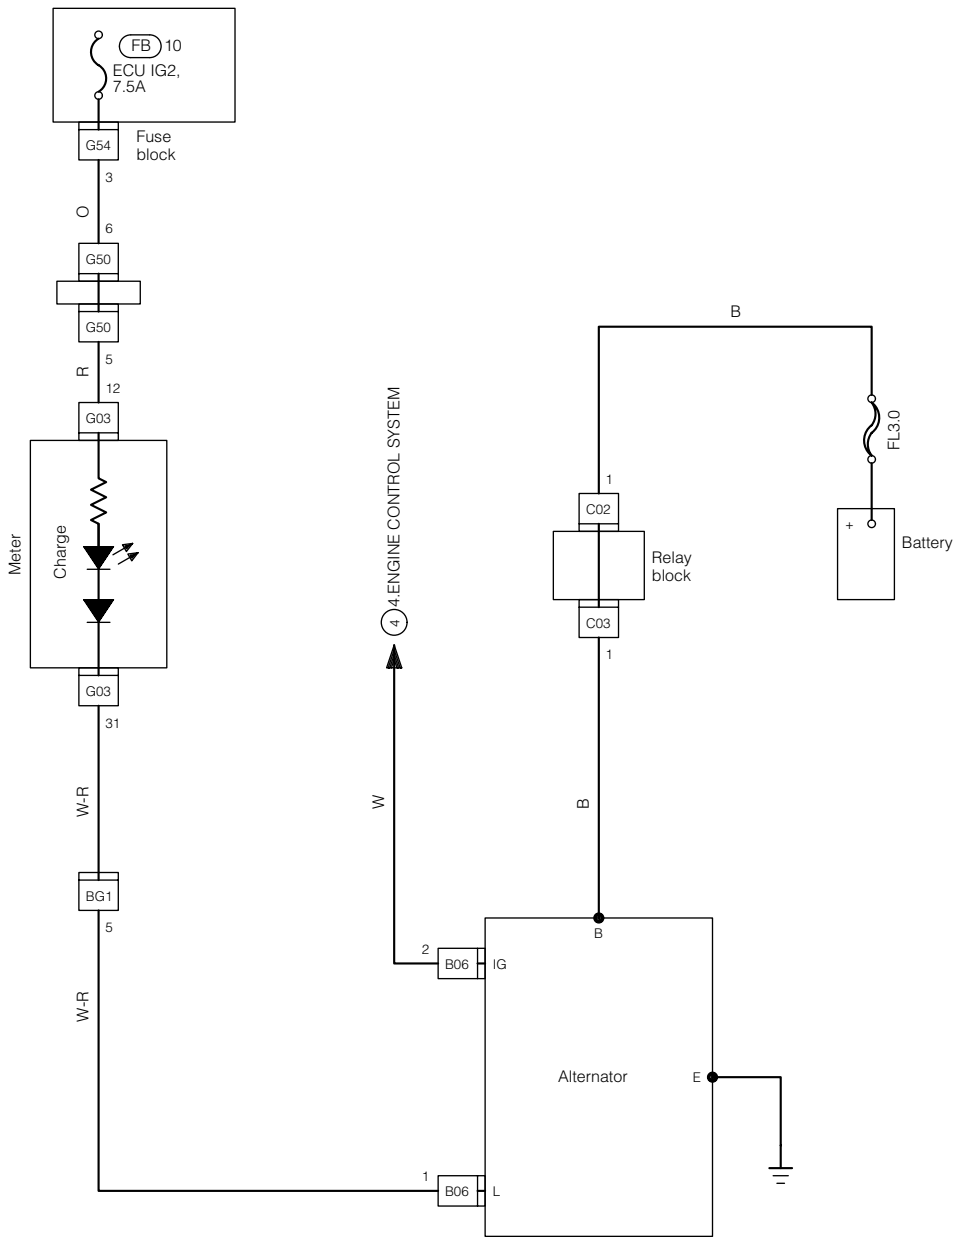 FB 10
ECU IG2,
7.5A
G54
Fuse
block
3
O
6
G50
G50
5
R
12
G03
Meter
Charge
G03
31
W-R
BG1
5
W-R
4 4.ENGINE CONTROL SYSTEM
W
B
1
C02
Relay
block
C03
1
B
FL3.0
+
Battery
B
2
B06
IG
Alternator
E
1
B06
L